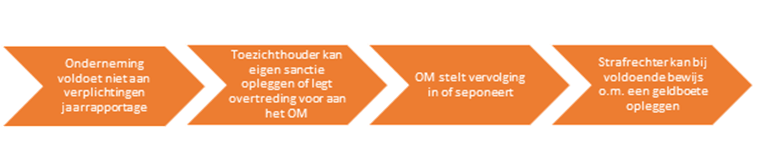 Onderneming
voldoet niet aan
verplichtingen
jaarrapportage
Toezichthouder kan
eigen sanctie
opleggen of legt
overtreding voor aan
het OM
OM stelt vervolging
in of seponeert
Strafrechter kan bij
voldoende bewijs
o.m. een geldboete
opleggen